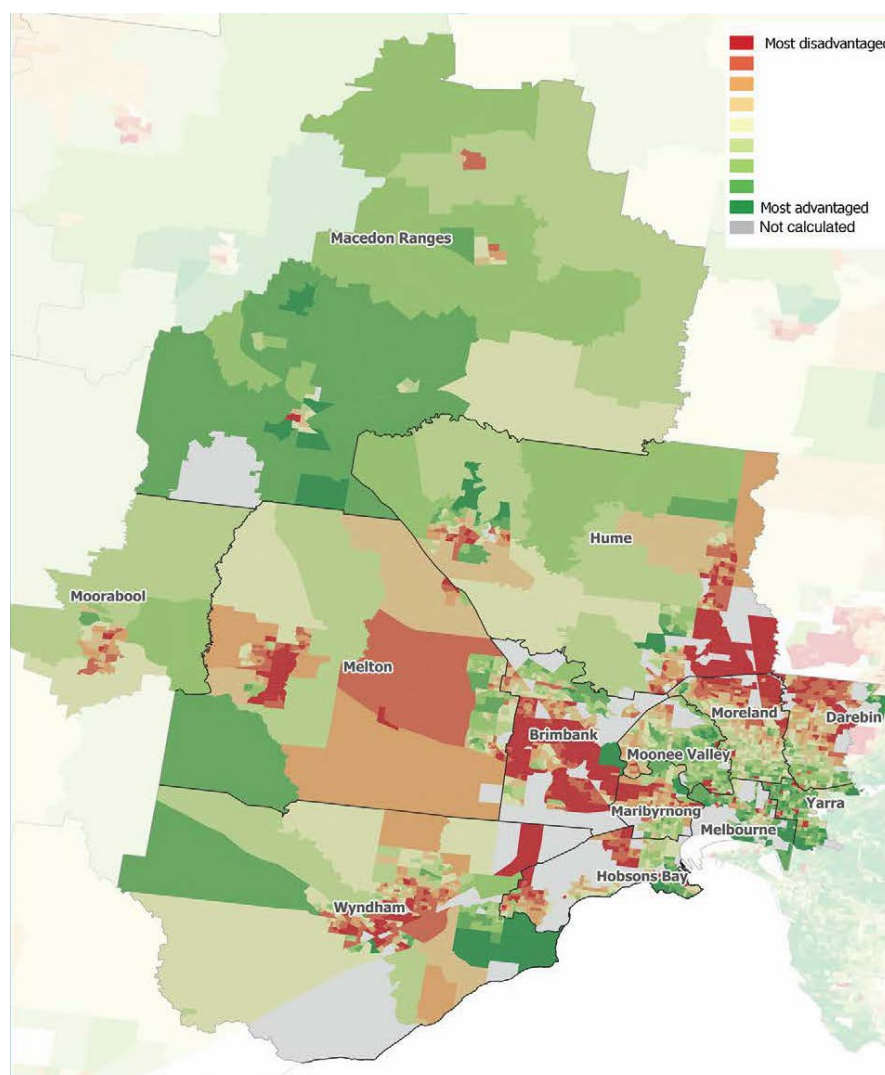 Most disadvantaged
Most advantaged
Not calculated
Macedon Ranges
Hume
Moorabool
Melton
Moreland
Darebin
Brimbank
Moonee Valley
Yarra
Maribyrnong
Melbourne
Hobsons Bay
Wyndham